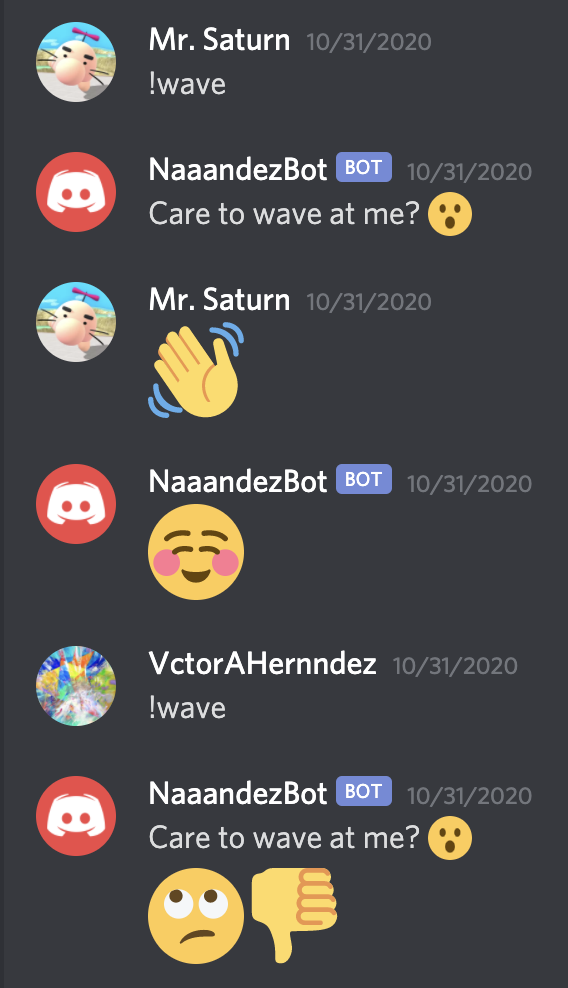 Mr. Saturn 10/31/2020
!wave
NaaandezBot BOT 10/31/2020
Care to wave at me? 😮
Mr. Saturn 10/31/2020
👋
NaaandezBot BOT 10/31/2020
☺️
VctorAHernndez 10/31/2020
!wave
NaaandezBot BOT 10/31/2020
Care to wave at me? 😮
🙄👎